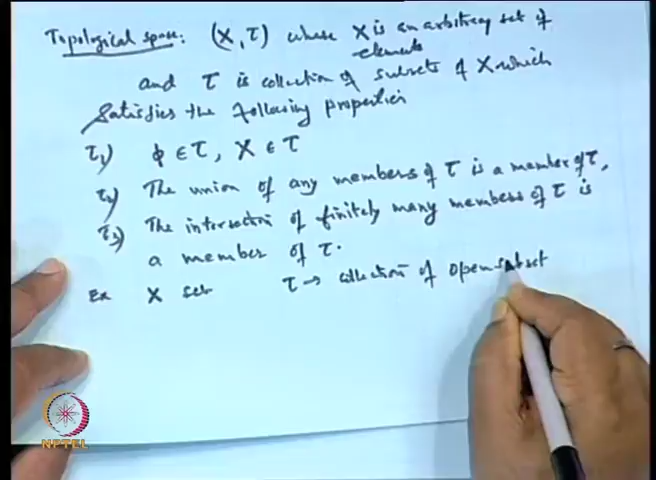 Topological space: (X, τ) where X is an arbitrary set of
elements
and τ is collection of subsets of X which
Satisfies the following properties
τ₁) ϕ ∈ τ, X ∈ τ
τ₂) The union of any members of τ is a member of τ,
τ₃) The intersection of finitely many members of τ is
a member of τ.
Ex X set τ → collection of open subset
NPTEL